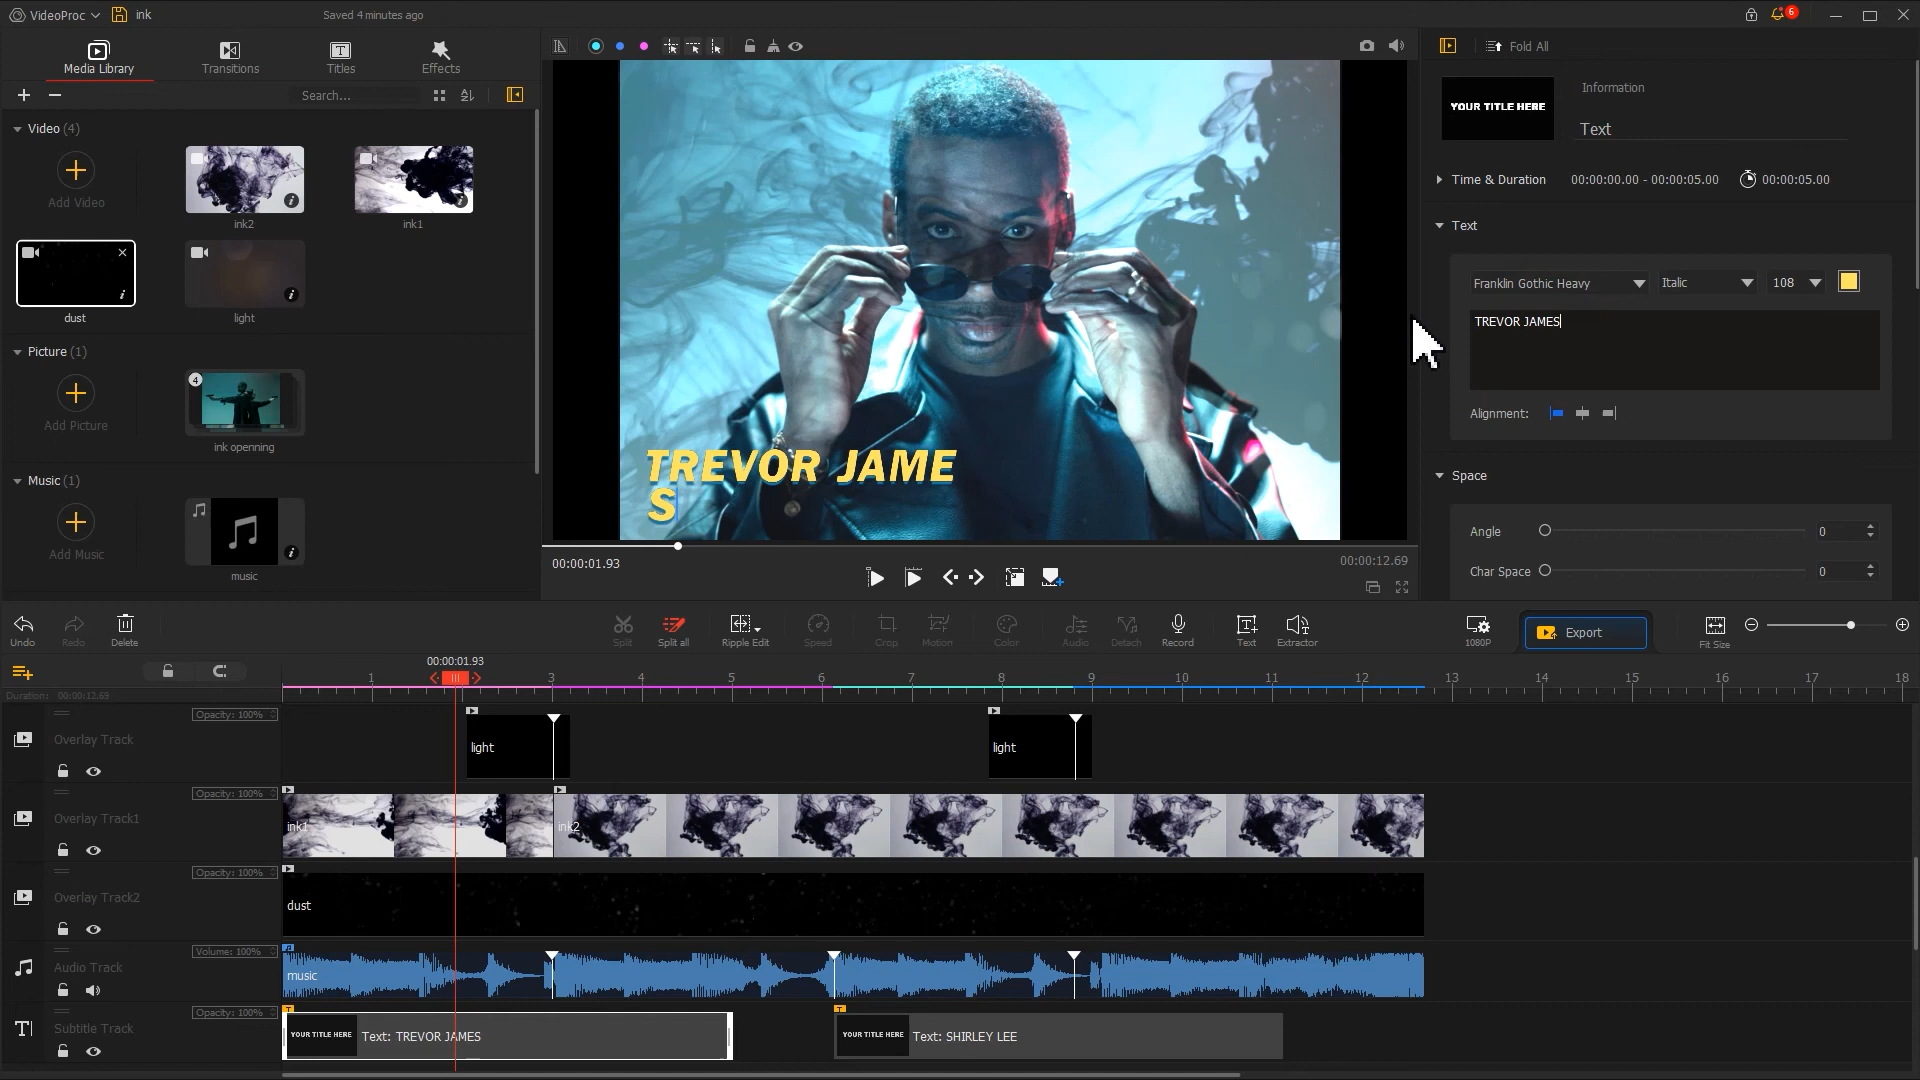 VideoProc
ink
Saved 4 minutes ago
6
Media Library
Transitions
Titles
Effects
Search...
Fold All
YOUR TITLE HERE
Information
Text
Video (4)
Add Video
ink2
ink1
dust
light
Time & Duration
00:00:00.00 - 00:00:05.00
00:00:05.00
Text
Franklin Gothic Heavy
Italic
108
TREVOR JAMES
Alignment:
Picture (1)
Add Picture
4
ink openning
Music (1)
Add Music
music
TREVOR JAME
S
Space
Angle
0
Char Space
0
00:00:01.93
00:00:12.69
Undo
Redo
Delete
Split
Split all
Ripple Edit
Speed
Crop
Motion
Color
Audio
Detach
Record
Text
Extractor
1080P
Export
Fit Size
00:00:01.93
1 3 4 5 6 7 8 9 10 11 12 13 14 15 16 17 18
Duration: 00:00:12.69
Opacity: 100%
Overlay Track
light
light
Opacity: 100%
Overlay Track1
ink1
ink2
Opacity: 100%
Overlay Track2
dust
Volume: 100%
Audio Track
music
Opacity: 100%
Subtitle Track
YOUR TITLE HERE
Text: TREVOR JAMES
YOUR TITLE HERE
Text: SHIRLEY LEE